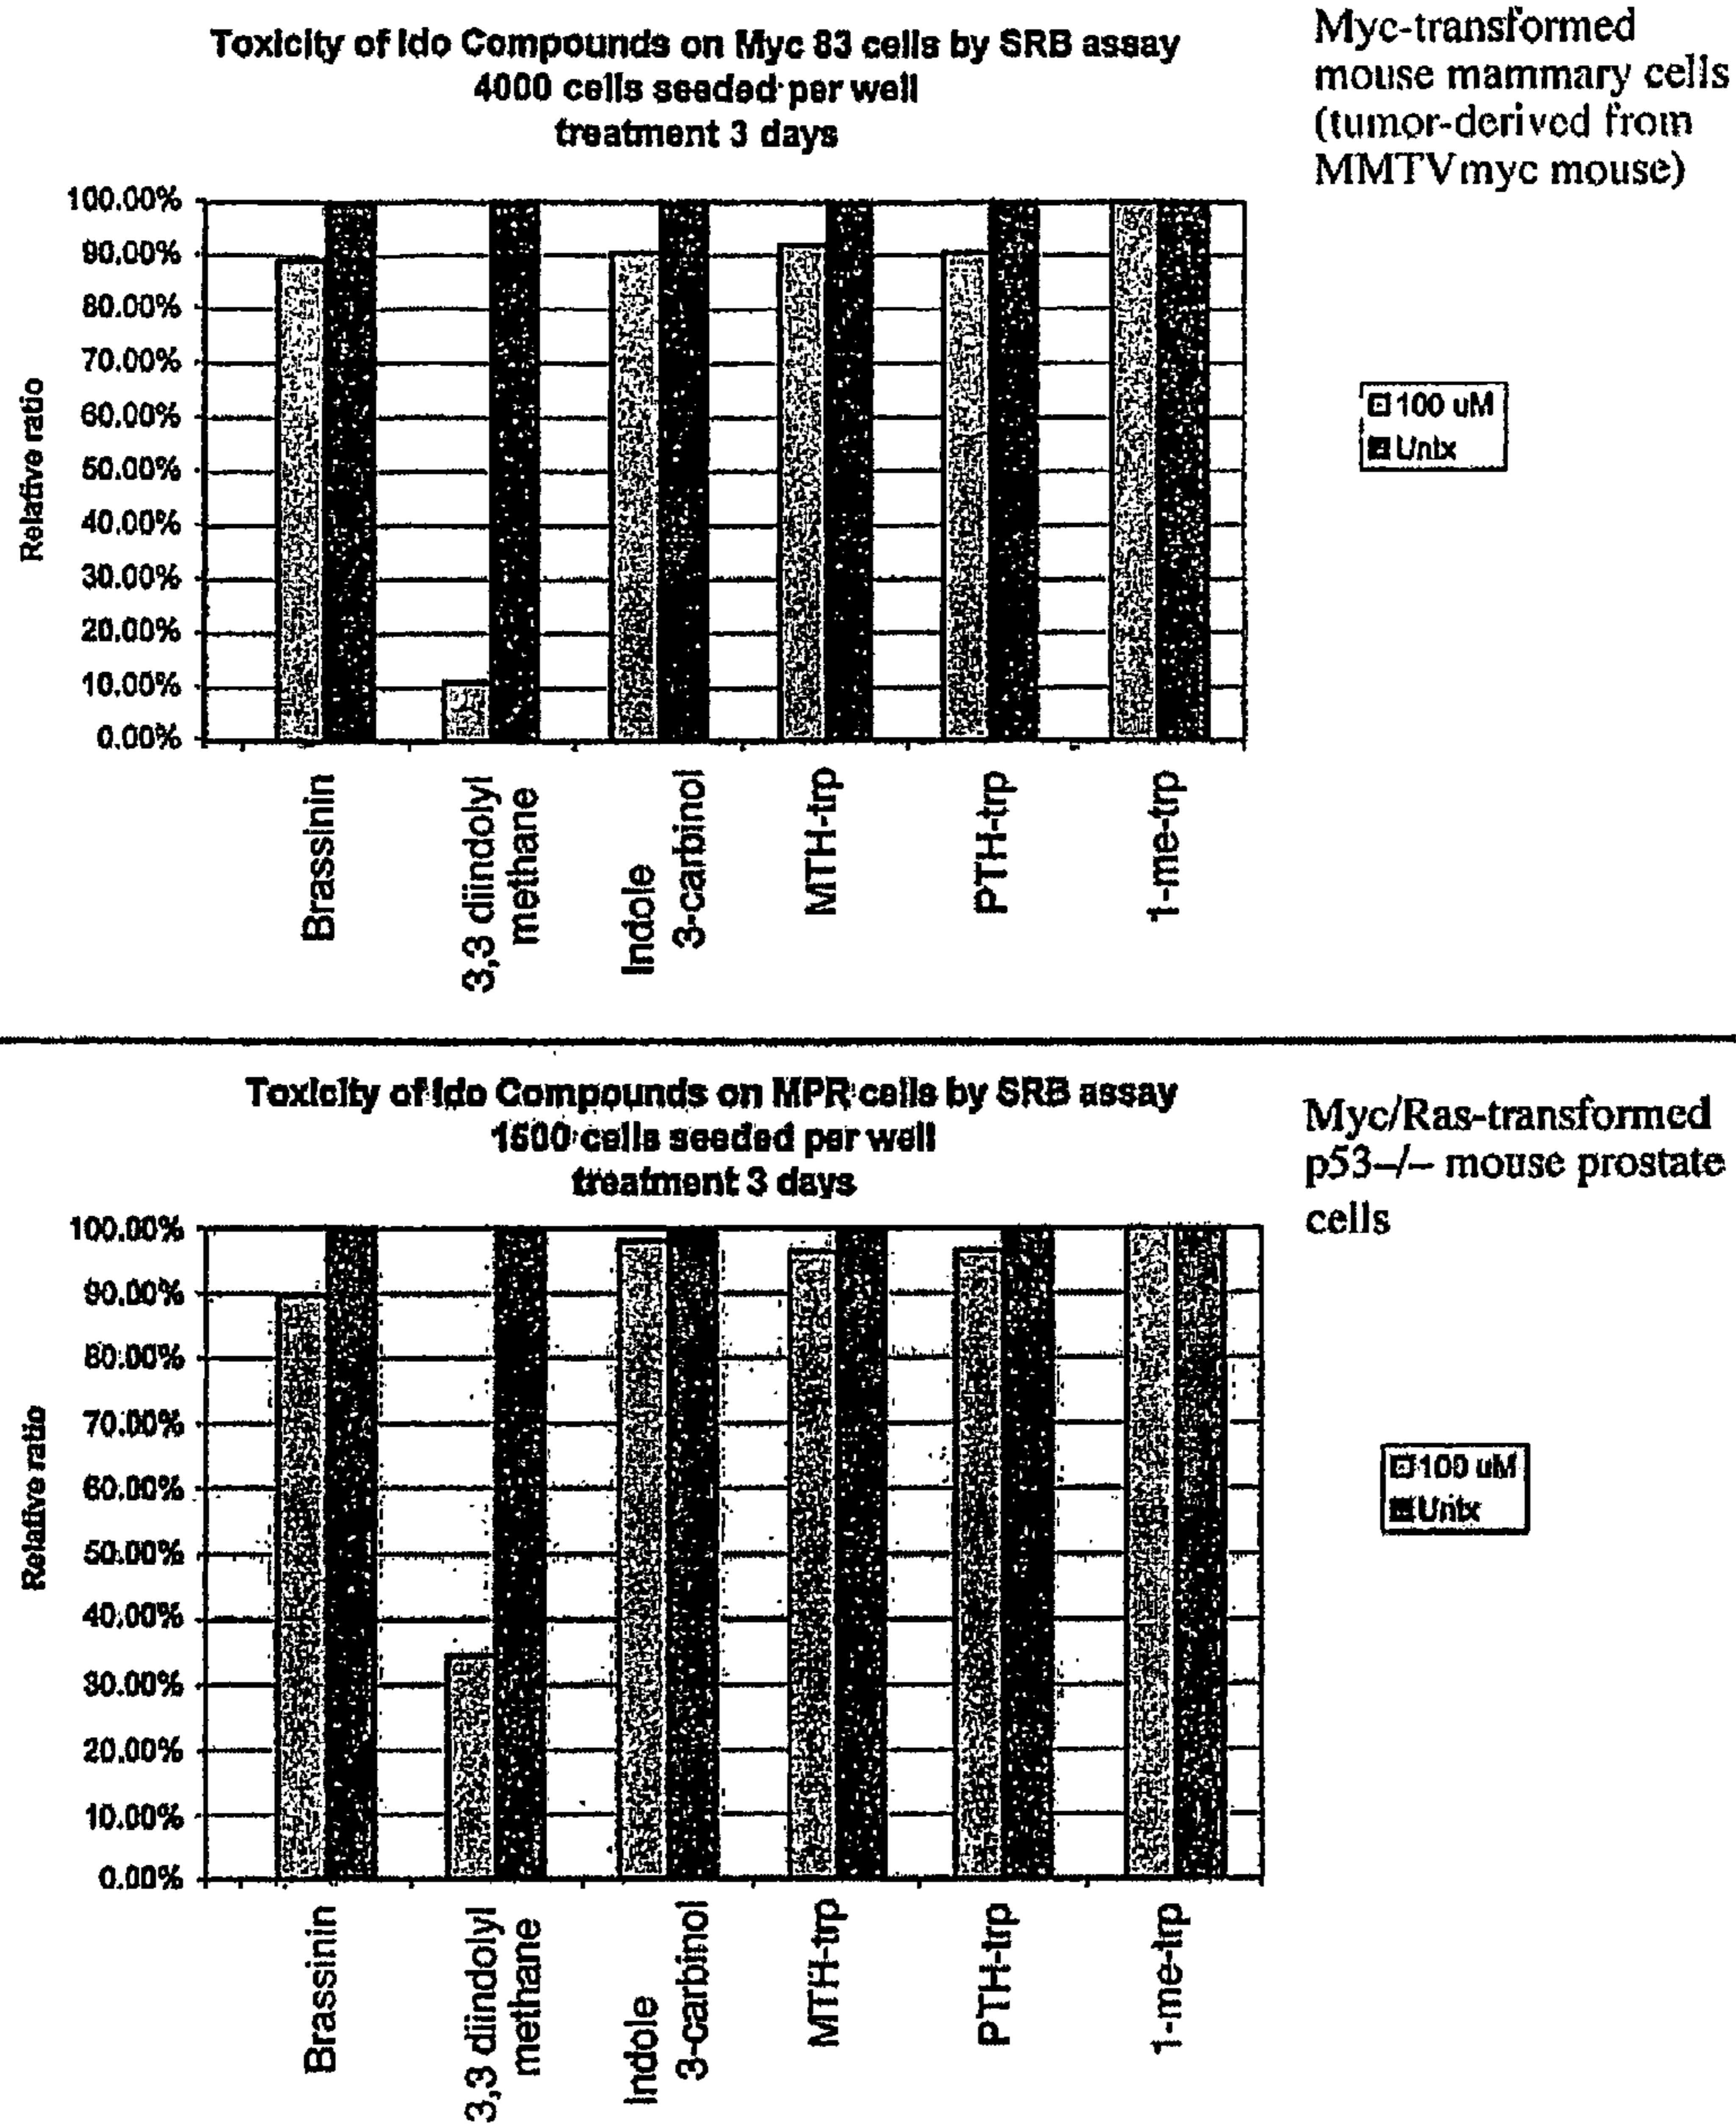 Toxicity of Ido Compounds on Myc 83 cells by SRB assay
4000 cells seeded per well
treatment 3 days
Myc-transformed
mouse mammary cells
(tumor-derived from
MMTVmyc mouse)
Relative ratio
100.00%
90.00%
80.00%
70.00%
60.00%
50.00%
40.00%
30.00%
20.00%
10.00%
0.00%
100 uM
Untx
Brassinin
3,3 diindolyl
methane
Indole
3-carbinol
MTH-trp
PTH-trp
1-me-trp
Toxicity of Ido Compounds on MPR cells by SRB assay
1500 cells seeded per well
treatment 3 days
Myc/Ras-transformed
p53–/– mouse prostate
cells
Relative ratio
100.00%
90.00%
80.00%
70.00%
60.00%
50.00%
40.00%
30.00%
20.00%
10.00%
0.00%
100 uM
Untx
Brassinin
3,3 diindolyl
methane
Indole
3-carbinol
MTH-trp
PTH-trp
1-me-trp